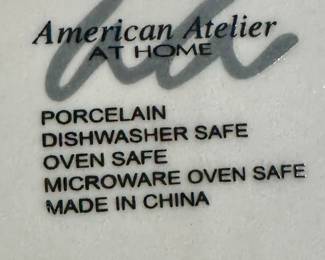 American Atelier
AT HOME
PORCELAIN
DISHWASHER SAFE
OVEN SAFE
MICROWARE OVEN SAFE
MADE IN CHINA